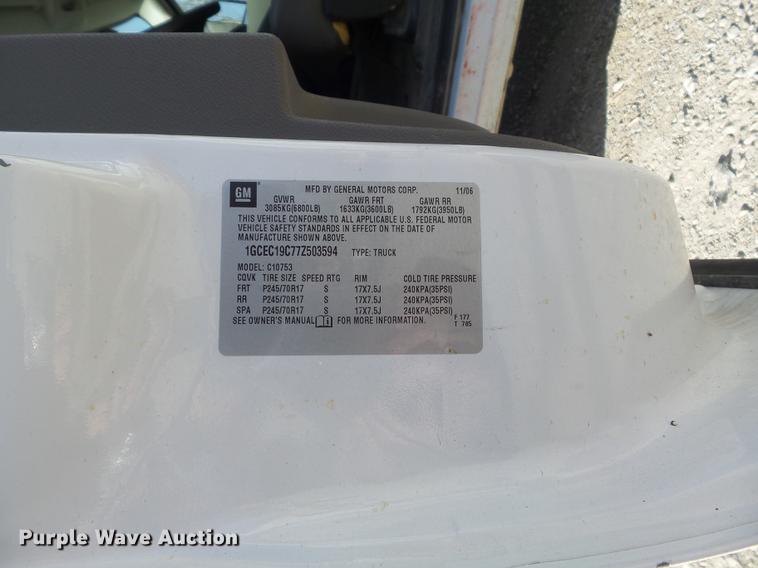 GM
MFD BY GENERAL MOTORS CORP. 11/06
GVWR GAWR FRT GAWR RR
3085KG(6800LB) 1633KG(3600LB) 1792KG(3950LB)
THIS VEHICLE CONFORMS TO ALL APPLICABLE U.S. FEDERAL MOTOR
VEHICLE SAFETY STANDARDS IN EFFECT ON THE DATE OF
MANUFACTURE SHOWN ABOVE.
1GCEC19C77Z503594 TYPE: TRUCK
MODEL: C10753
CQVK TIRE SIZE SPEED RTG RIM COLD TIRE PRESSURE
FRT P245/70R17 S 17X7.5J 240KPA(35PSI)
RR P245/70R17 S 17X7.5J 240KPA(35PSI)
SPA P245/70R17 S 17X7.5J 240KPA(35PSI)
SEE OWNER'S MANUAL FOR MORE INFORMATION.
F 177
T 785
Purple Wave Auction